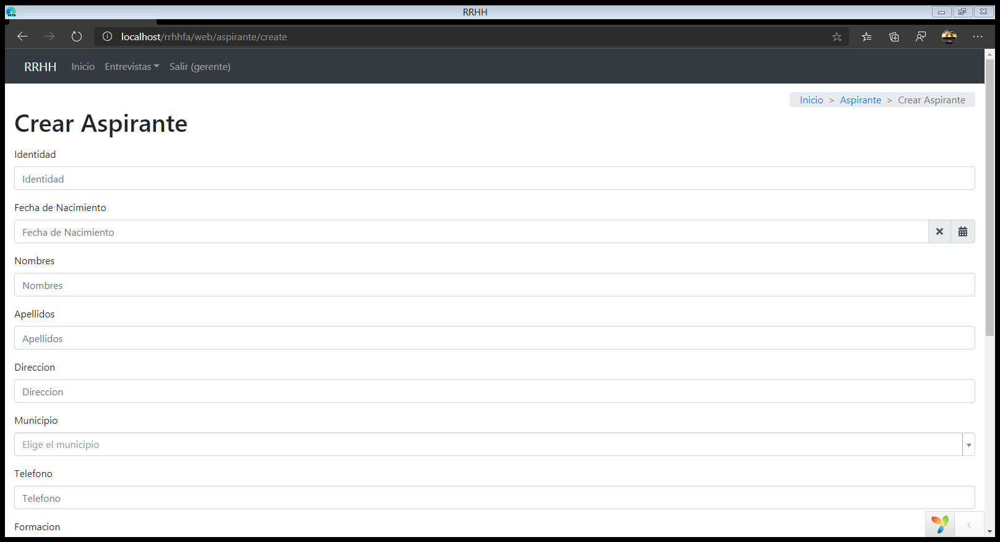 RRHH
localhost/rrhhfa/web/aspirante/create
RRHH Inicio Entrevistas Salir (gerente)
Inicio > Aspirante > Crear Aspirante
Crear Aspirante
Identidad
Identidad
Fecha de Nacimiento
Fecha de Nacimiento
Nombres
Nombres
Apellidos
Apellidos
Direccion
Direccion
Municipio
Elige el municipio
Telefono
Telefono
Formacion